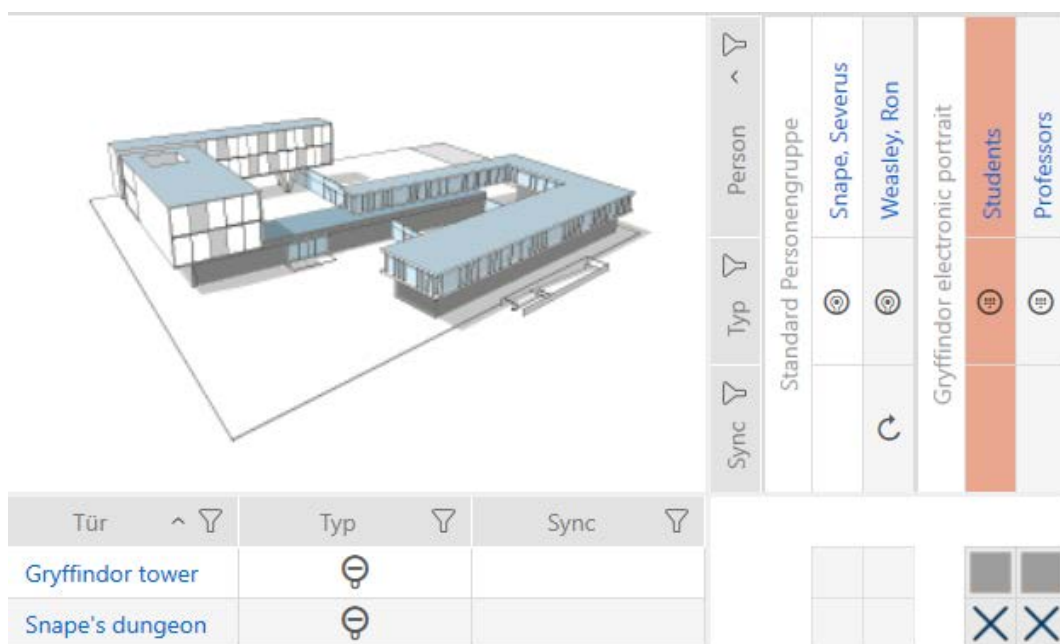 Person
Typ
Sync
Standard Personengruppe
Snape, Severus
Weasley, Ron
Gryffindor electronic portrait
Students
Professors
Tür Typ Sync
Gryffindor tower
Snape's dungeon